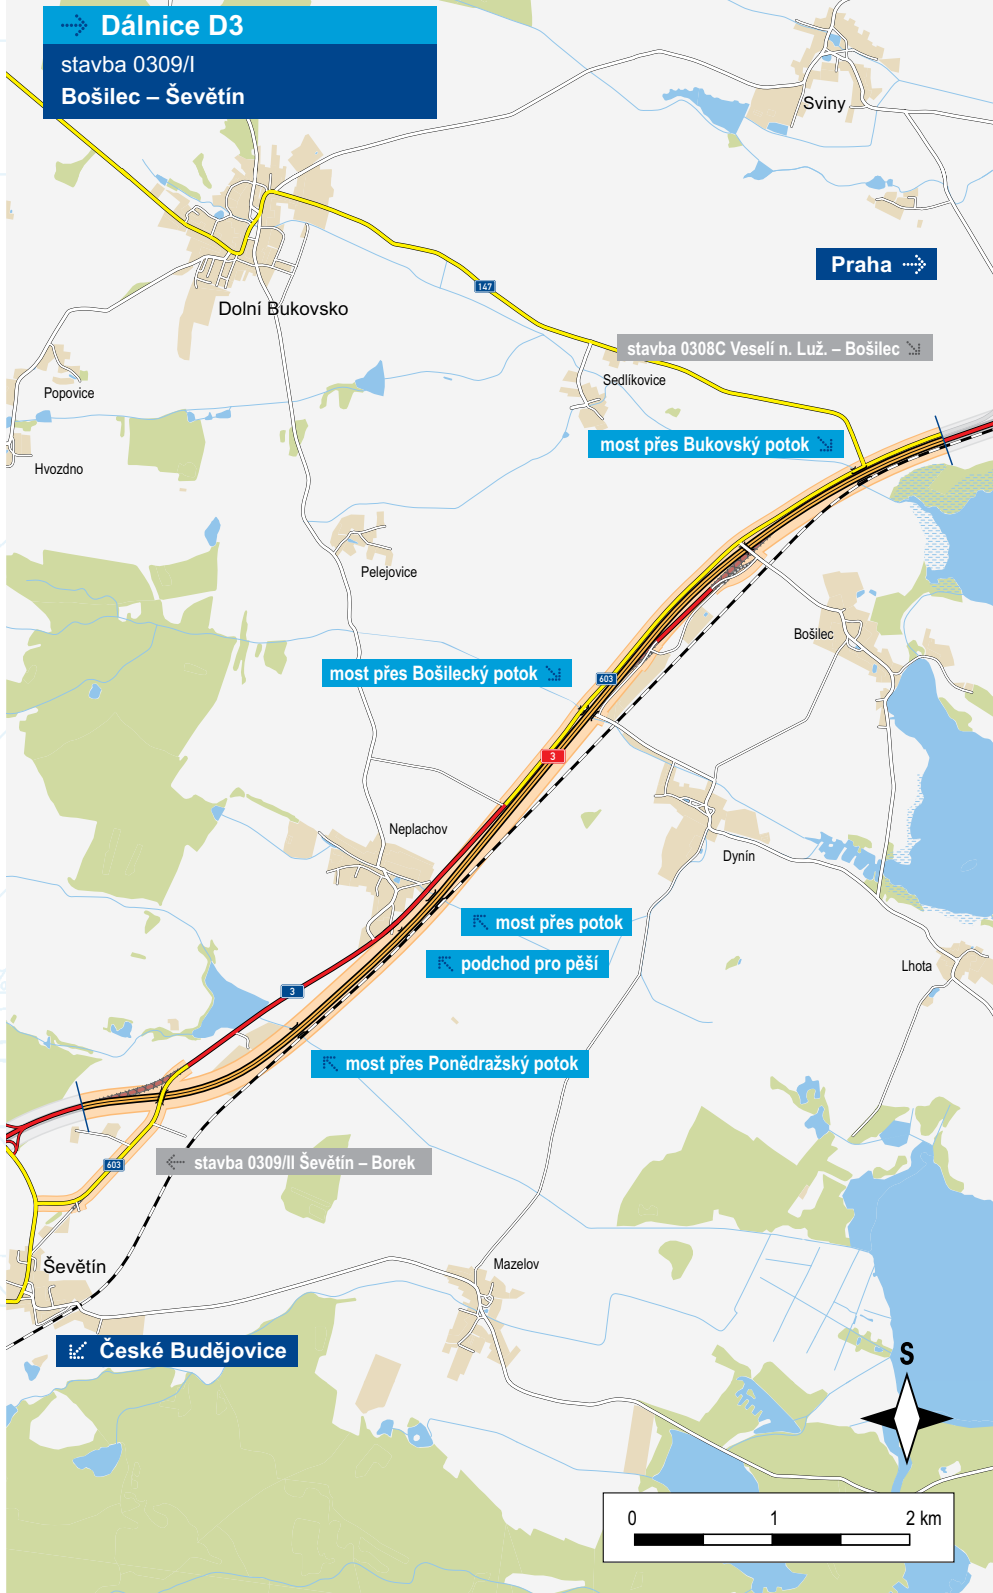 Dálnice D3
stavba 0309/I
Bošilec – Ševětín
Sviny
Praha
Dolní Bukovsko
147
stavba 0308C Veselí n. Luž. – Bošilec
Sedlíkovice
Popovice
most přes Bukovský potok
Hvozdno
Pelejovice
Bošilec
most přes Bošilecký potok
603
3
Neplachov
Dynín
most přes potok
podchod pro pěší
Lhota
3
most přes Ponědražský potok
603
stavba 0309/II Ševětín – Borek
Ševětín
Mazelov
České Budějovice
S
0 1 2 km